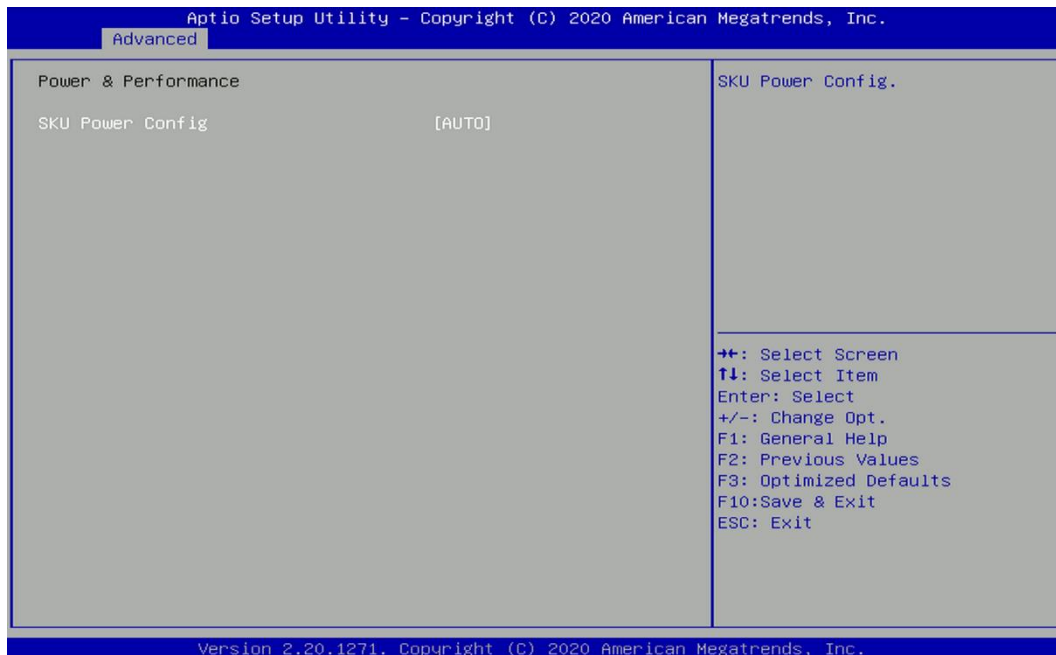 Aptio Setup Utility – Copyright (C) 2020 American Megatrends, Inc.
Advanced
Power & Performance
SKU Power Config [AUTO]
SKU Power Config.
→←: Select Screen
↑↓: Select Item
Enter: Select
+/-: Change Opt.
F1: General Help
F2: Previous Values
F3: Optimized Defaults
F10:Save & Exit
ESC: Exit
Version 2.20.1271. Copyright (C) 2020 American Megatrends, Inc.